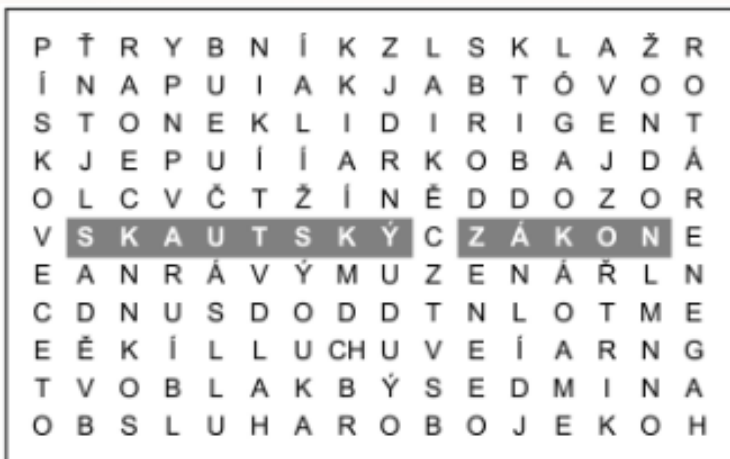 P Ť R Y B N Í K Z L S K L A Ž R
Í N A P U I A K J A B T Ó V O O
S T O N E K L I D I R I G E N T
K J E P U Í Í A R K O B A J D Á
O L C V Č T Ž Í N Ě D D O Z O R
V S K A U T S K Ý C Z Á K O N E
E A N R Á V Ý M U Z E N Á Ř L N
C D N U S D O D D T N L O T M E
E Ě K Í L L U CH U V E Í A R N G
T V O B L A K B Ý S E D M I N A
O B S L U H A R O B O J E K O H